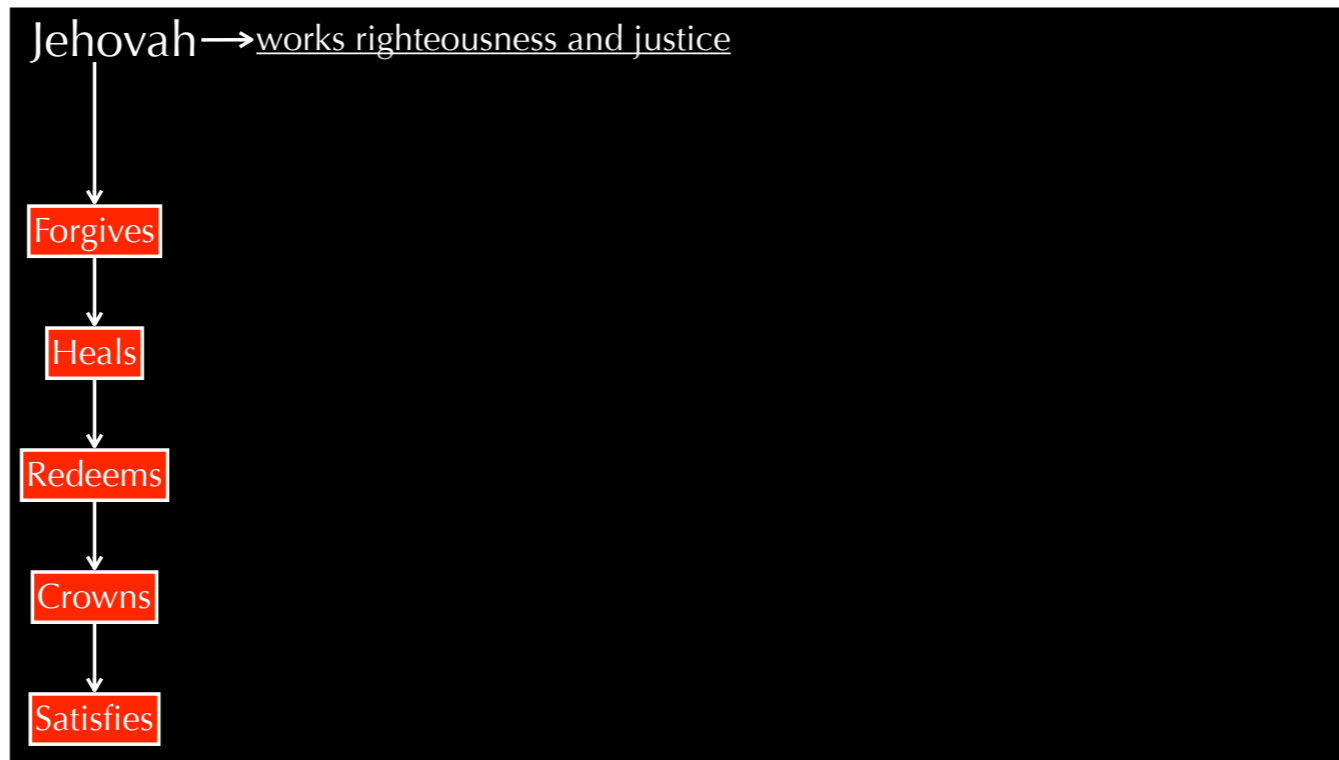 Jehovah works righteousness and justice
Forgives
Heals
Redeems
Crowns
Satisfies